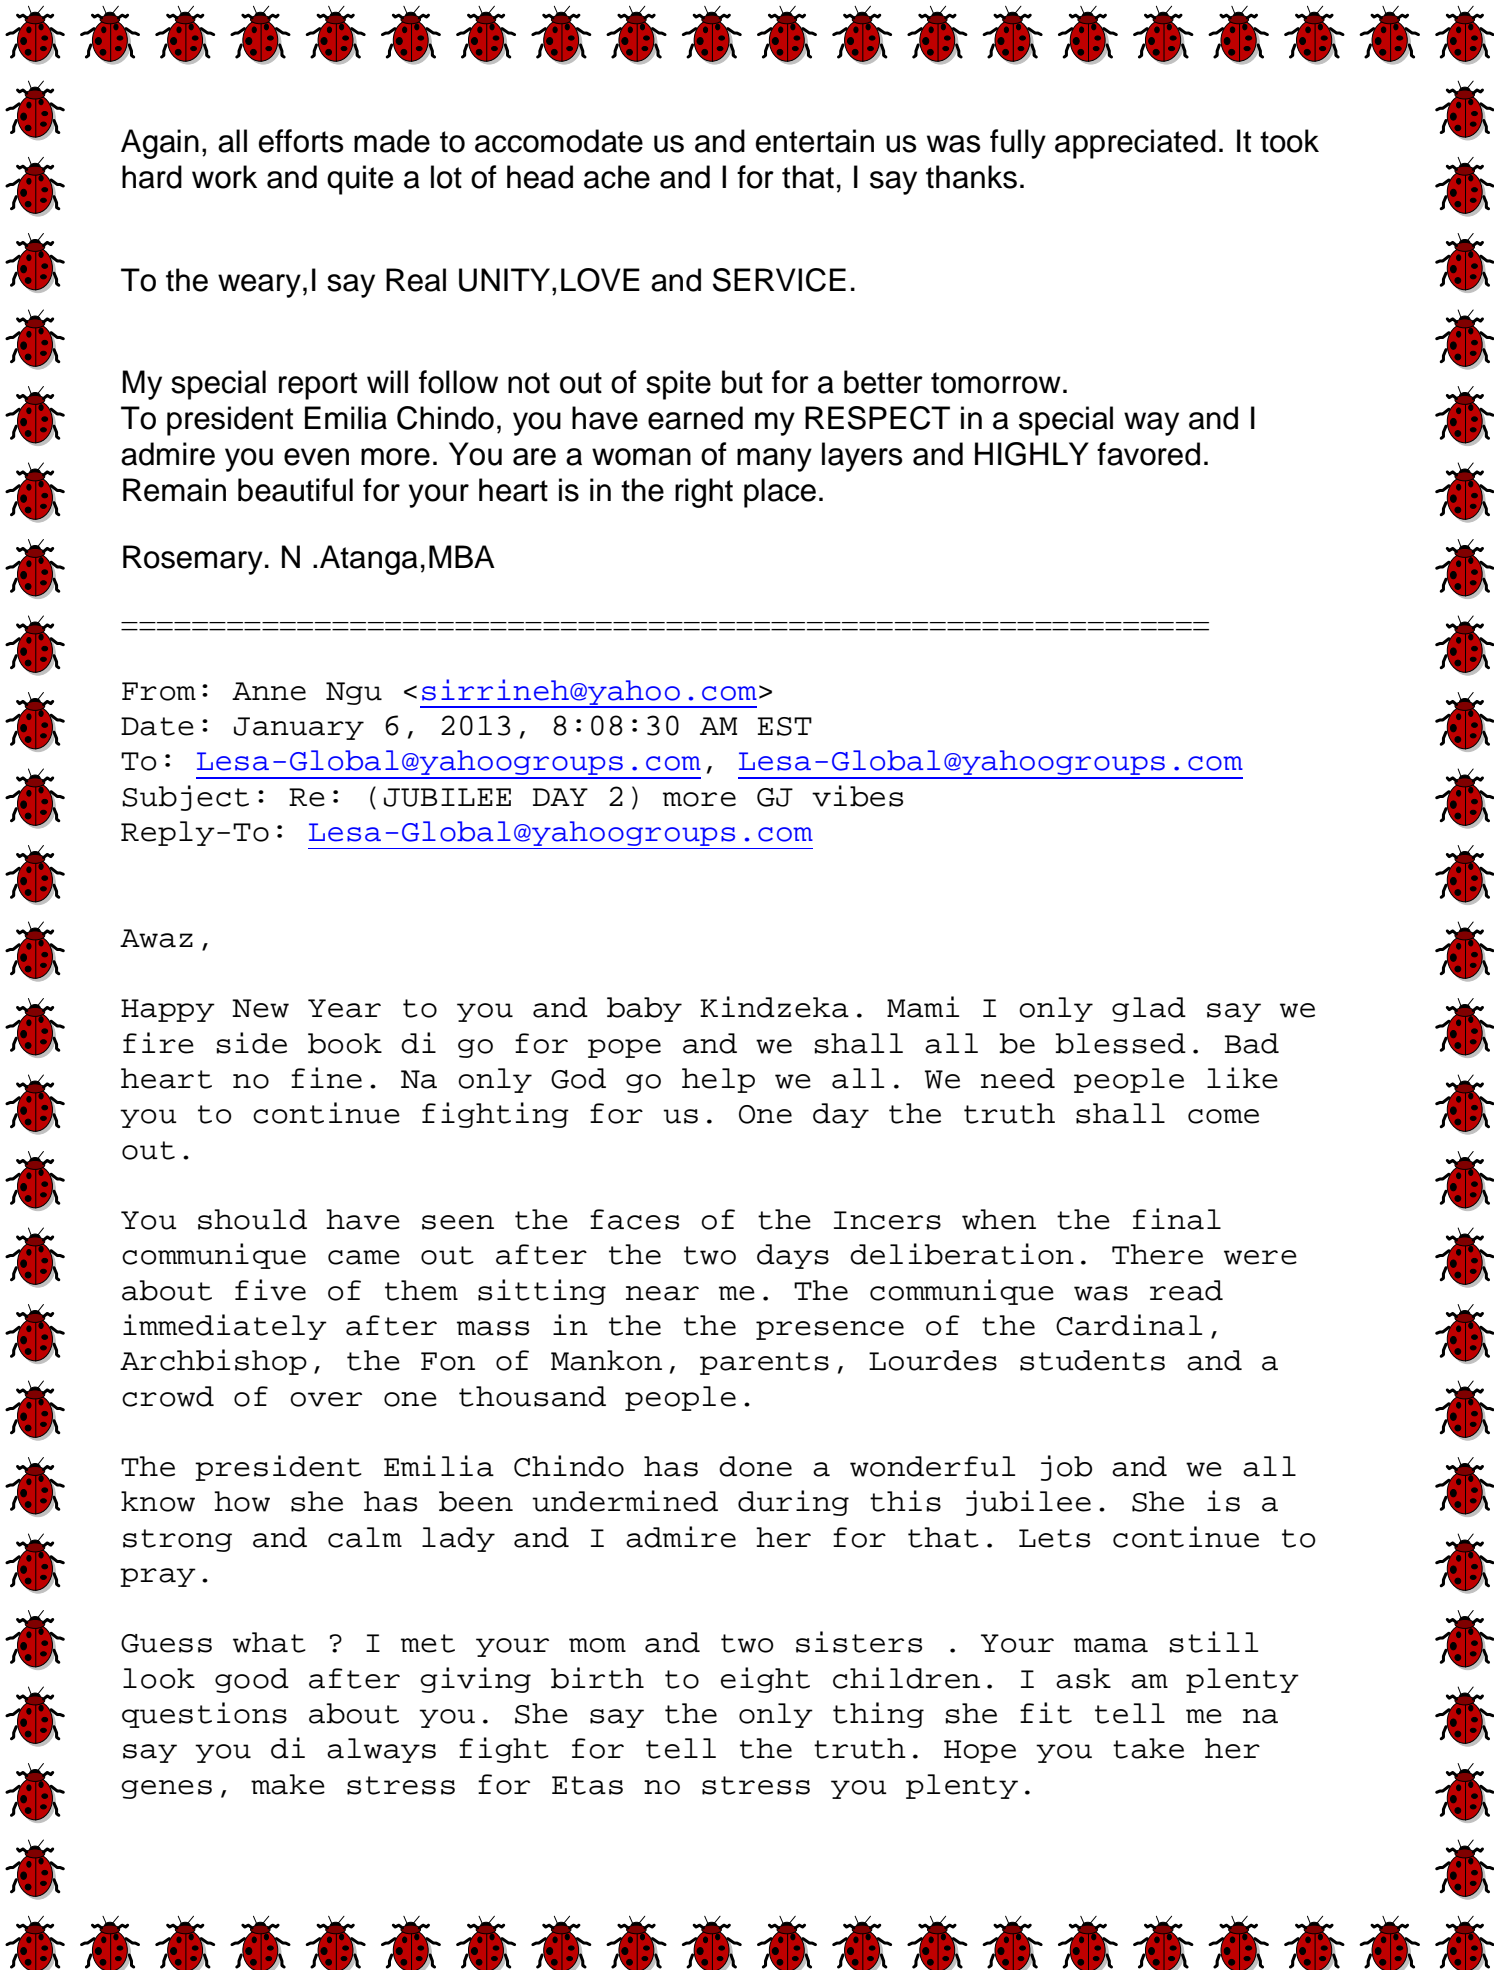 Again, all efforts made to accomodate us and entertain us was fully appreciated. It took
hard work and quite a lot of head ache and I for that, I say thanks.
To the weary,I say Real UNITY,LOVE and SERVICE.
My special report will follow not out of spite but for a better tomorrow.
To president Emilia Chindo, you have earned my RESPECT in a special way and I
admire you even more. You are a woman of many layers and HIGHLY favored.
Remain beautiful for your heart is in the right place.
Rosemary. N .Atanga,MBA
==============================================================
From: Anne Ngu <sirrineh@yahoo.com>
Date: January 6, 2013, 8:08:30 AM EST
To: Lesa-Global@yahoogroups.com, Lesa-Global@yahoogroups.com
Subject: Re: (JUBILEE DAY 2) more GJ vibes
Reply-To: Lesa-Global@yahoogroups.com
Awaz,
Happy New Year to you and baby Kindzeka. Mami I only glad say we
fire side book di go for pope and we shall all be blessed. Bad
heart no fine. Na only God go help we all. We need people like
you to continue fighting for us. One day the truth shall come
out.
You should have seen the faces of the Incers when the final
communique came out after the two days deliberation. There were
about five of them sitting near me. The communique was read
immediately after mass in the the presence of the Cardinal,
Archbishop, the Fon of Mankon, parents, Lourdes students and a
crowd of over one thousand people.
The president Emilia Chindo has done a wonderful job and we all
know how she has been undermined during this jubilee. She is a
strong and calm lady and I admire her for that. Lets continue to
pray.
Guess what ? I met your mom and two sisters . Your mama still
look good after giving birth to eight children. I ask am plenty
questions about you. She say the only thing she fit tell me na
say you di always fight for tell the truth. Hope you take her
genes, make stress for Etas no stress you plenty.